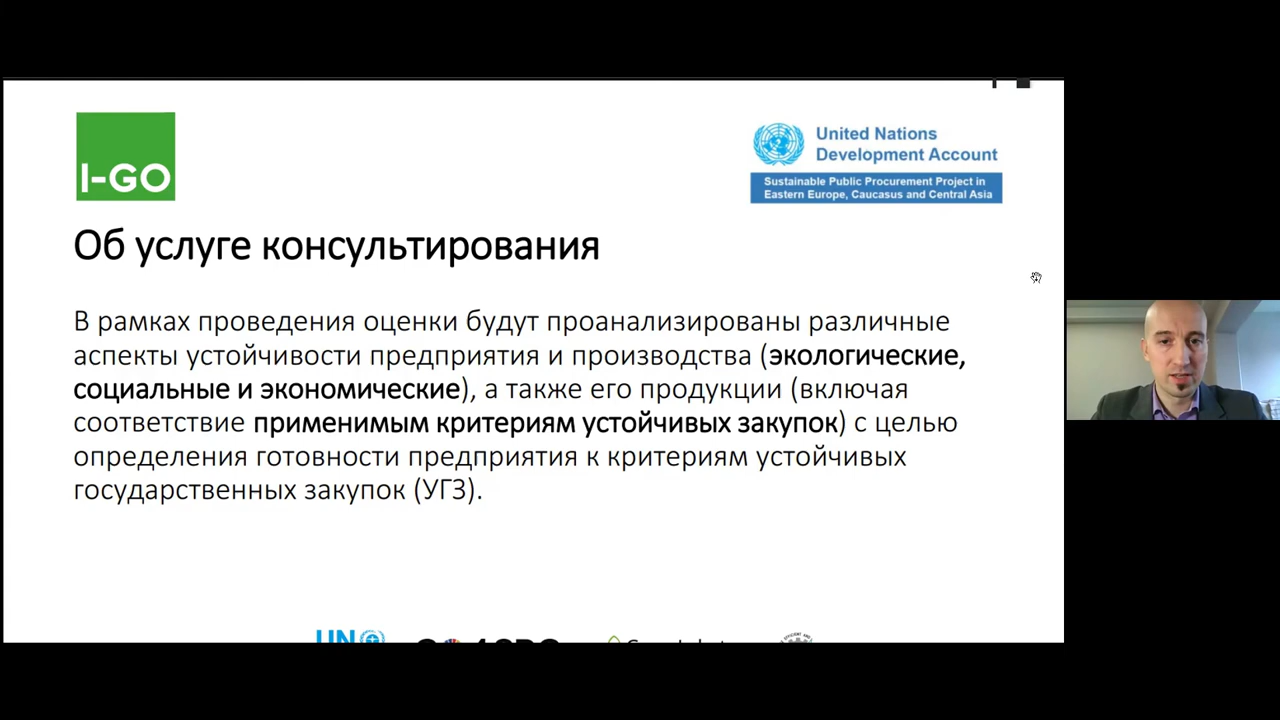 I-GO
United Nations
Development Account
Sustainable Public Procurement Project in
Eastern Europe, Caucasus and Central Asia
Об услуге консультирования
В рамках проведения оценки будут проанализированы различные
аспекты устойчивости предприятия и производства (экологические,
социальные и экономические), а также его продукции (включая
соответствие применимым критериям устойчивых закупок) с целью
определения готовности предприятия к критериям устойчивых
государственных закупок (УГЗ).
UN